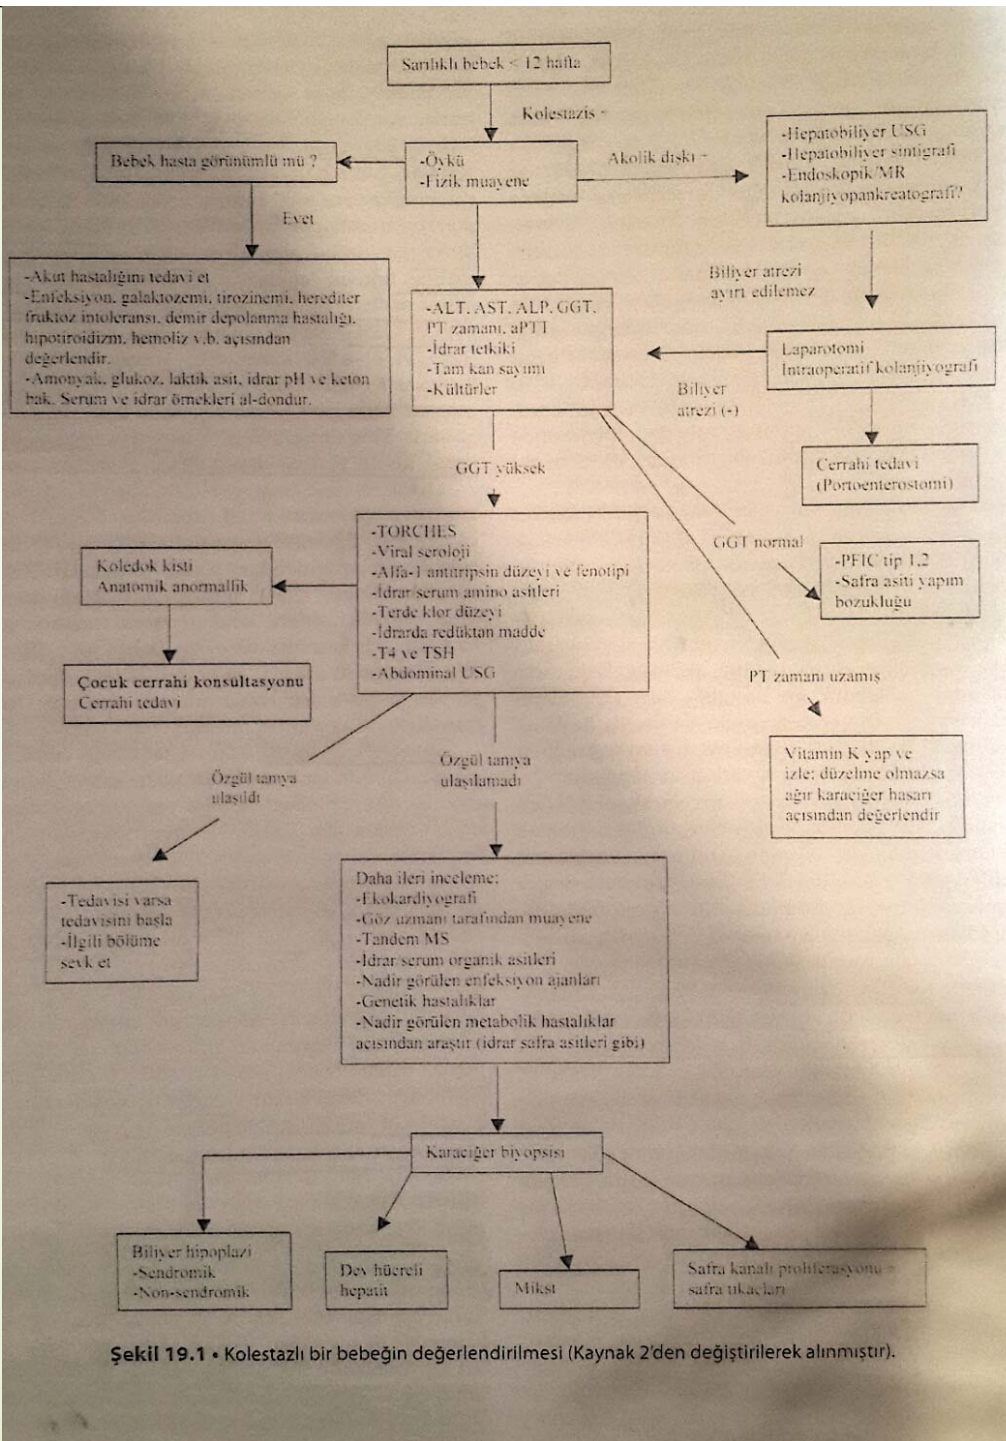 Sarılıklı bebek < 12 hafta
Kolestazis +
Bebek hasta görünümlü mü ?
-Öykü
-Fizik muayene
Akolik dışkı +
-Hepatobiliyer USG
-Hepatobiliyer sintigrafi
-Endoskopik/MR
kolanjiyopankreatografi?
Evet
-Akut hastalığını tedavi et
-Enfeksiyon, galaktozemi, tirozinemi, herediter
fruktoz intoleransı, demir depolanma hastalığı,
hipotiroidizm, hemoliz v.b. açısından
değerlendir.
-Amonyak, glukoz, laktik asit, idrar pH ve keton
bak. Serum ve idrar örnekleri al-dondur.
-ALT, AST, ALP, GGT,
PT zamanı, aPTT
-İdrar tetkiki
-Tam kan sayımı
-Kültürler
Biliyer atrezi
ayırt edilemez
Laparotomi
İntraoperatif kolanjiyografi
Biliyer
atrezi (-)
Cerrahi tedavi
(Portoenterostomi)
GGT yüksek
GGT normal
-PFIC tip 1,2
-Safra asiti yapım
bozukluğu
Koledok kisti
Anatomik anormallik
-TORCHES
-Viral seroloji
-Alfa-1 antitripsin düzeyi ve fenotipi
-İdrar serum amino asitleri
-Terde klor düzeyi
-İdrarda redüktan madde
-T4 ve TSH
-Abdominal USG
Çocuk cerrahi konsultasyonu
Cerrahi tedavi
PT zamanı uzamış
Vitamin K yap ve
izle; düzelme olmazsa
ağır karaciğer hasarı
açısından değerlendir
Özgül tanıya
ulaşıldı
Özgül tanıya
ulaşılamadı
-Tedavisi varsa
tedavisini başla
-İlgili bölüme
sevk et
Daha ileri inceleme:
-Ekokardiyografi
-Göz uzmanı tarafından muayene
-Tandem MS
-İdrar serum organik asitleri
-Nadir görülen enfeksiyon ajanları
-Genetik hastalıklar
-Nadir görülen metabolik hastalıklar
açısından araştır (idrar safra asitleri gibi)
Karaciğer biyopsisi
Biliyer hipoplazi
-Sendromik
-Non-sendromik
Dev hücreli
hepatit
Mikst
Safra kanalı proliferasyonu +
safra tıkaçları
Şekil 19.1 • Kolestazlı bir bebeğin değerlendirilmesi (Kaynak 2'den değiştirilerek alınmıştır).